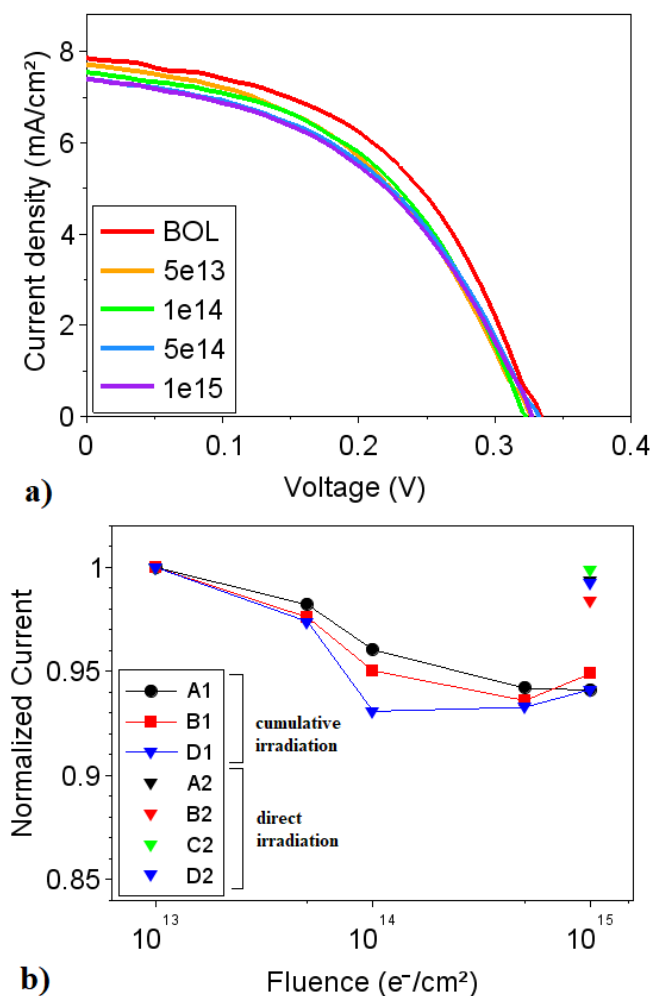 Current density (mA/cm²)
8
6
4
2
0
BOL
5e13
1e14
5e14
1e15
0
0.1
0.2
0.3
0.4
Voltage (V)
a)
Normalized Current
1
0.95
0.9
0.85
A1
B1
D1
A2
B2
C2
D2
cumulative
irradiation
direct
irradiation
10¹³
10¹⁴
10¹⁵
Fluence (e⁻/cm²)
b)